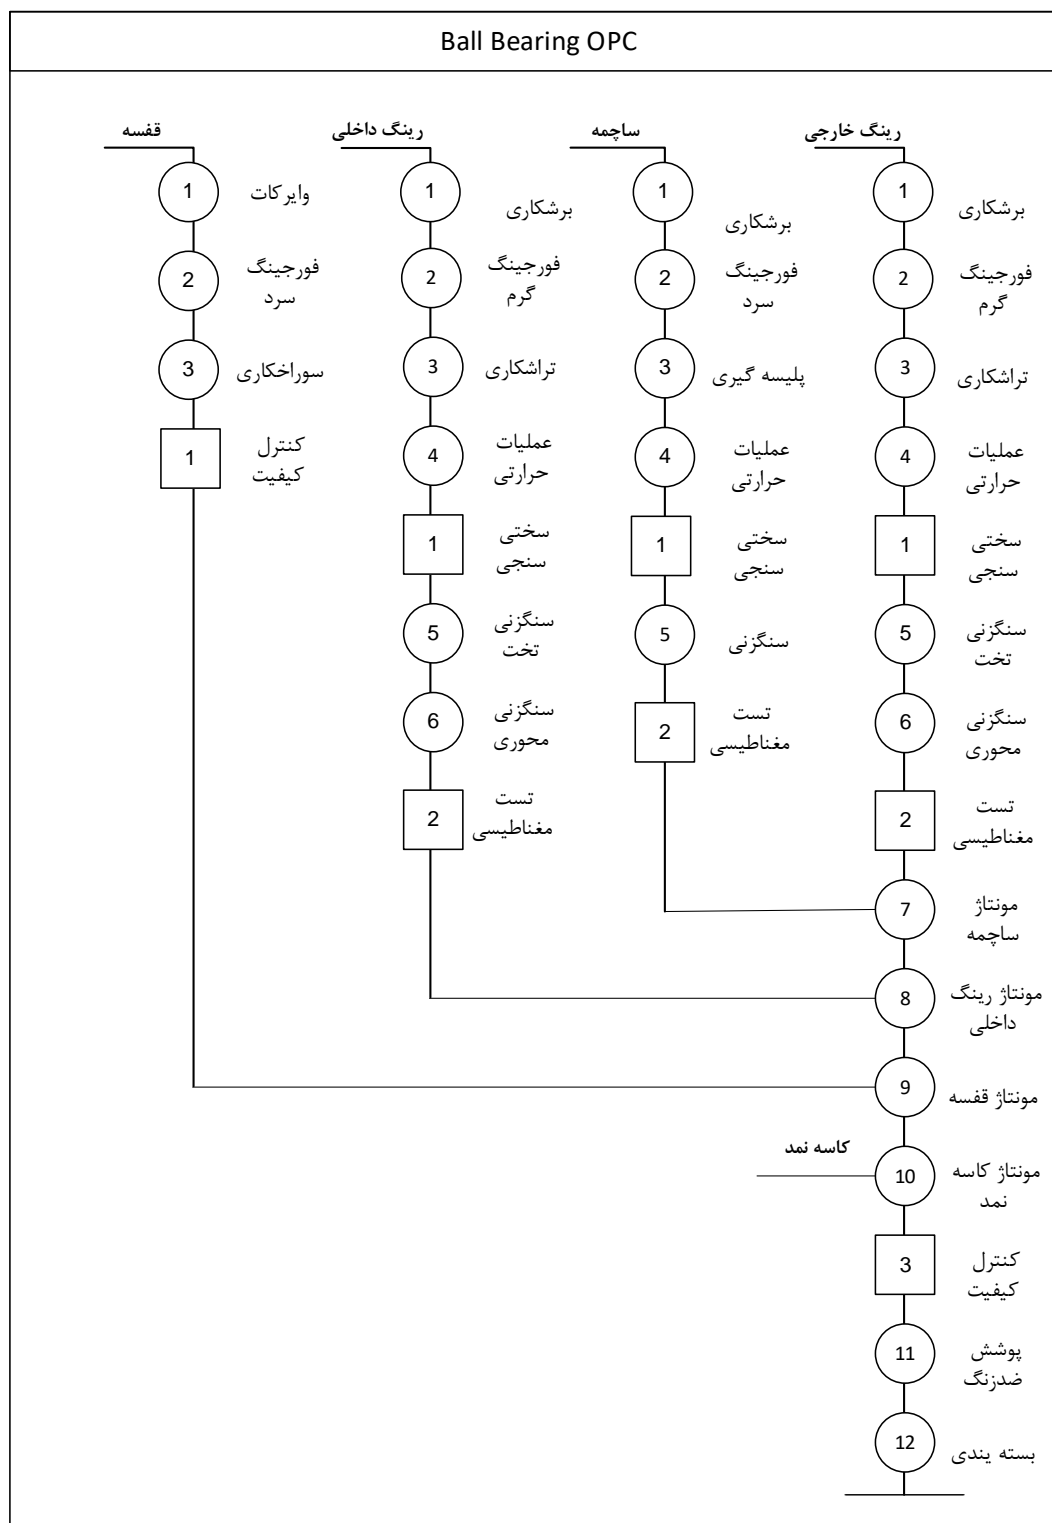 Ball Bearing OPC
رینگ خارجی
1
برشکاری
2
فورجینگ
گرم
3
تراشکاری
4
عملیات
حرارتی
1
سختی
سنجی
5
سنگزنی
تخت
6
سنگزنی
محوری
2
تست
مغناطیسی
7
مونتاژ
ساچمه
8
مونتاژ رینگ
داخلی
9
مونتاژ قفسه
10
مونتاژ کاسه
نمد
3
کنترل
کیفیت
11
پوشش
ضدزنگ
12
بسته یندی
ساچمه
1
برشکاری
2
فورجینگ
سرد
3
پلیسه گیری
4
عملیات
حرارتی
1
سختی
سنجی
5
سنگزنی
2
تست
مغناطیسی
رینگ داخلی
1
برشکاری
2
فورجینگ
گرم
3
تراشکاری
4
عملیات
حرارتی
1
سختی
سنجی
5
سنگزنی
تخت
6
سنگزنی
محوری
2
تست
مغناطیسی
قفسه
1
وایرکات
2
فورجینگ
سرد
3
سوراخکاری
1
کنترل
کیفیت
کاسه نمد